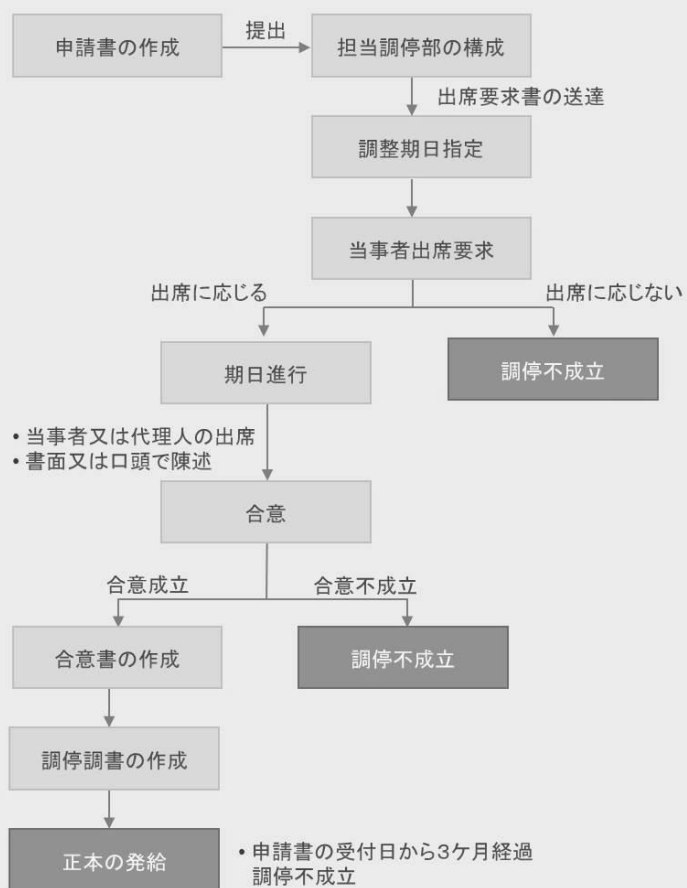 申請書の作成
提出
担当調停部の構成
出席要求書の送達
調整期日指定
当事者出席要求
出席に応じる
出席に応じない
期日進行
調停不成立
• 当事者又は代理人の出席
• 書面又は口頭で陳述
合意
合意成立
合意不成立
合意書の作成
調停不成立
調停調書の作成
正本の発給
• 申請書の受付日から3ケ月経過
調停不成立